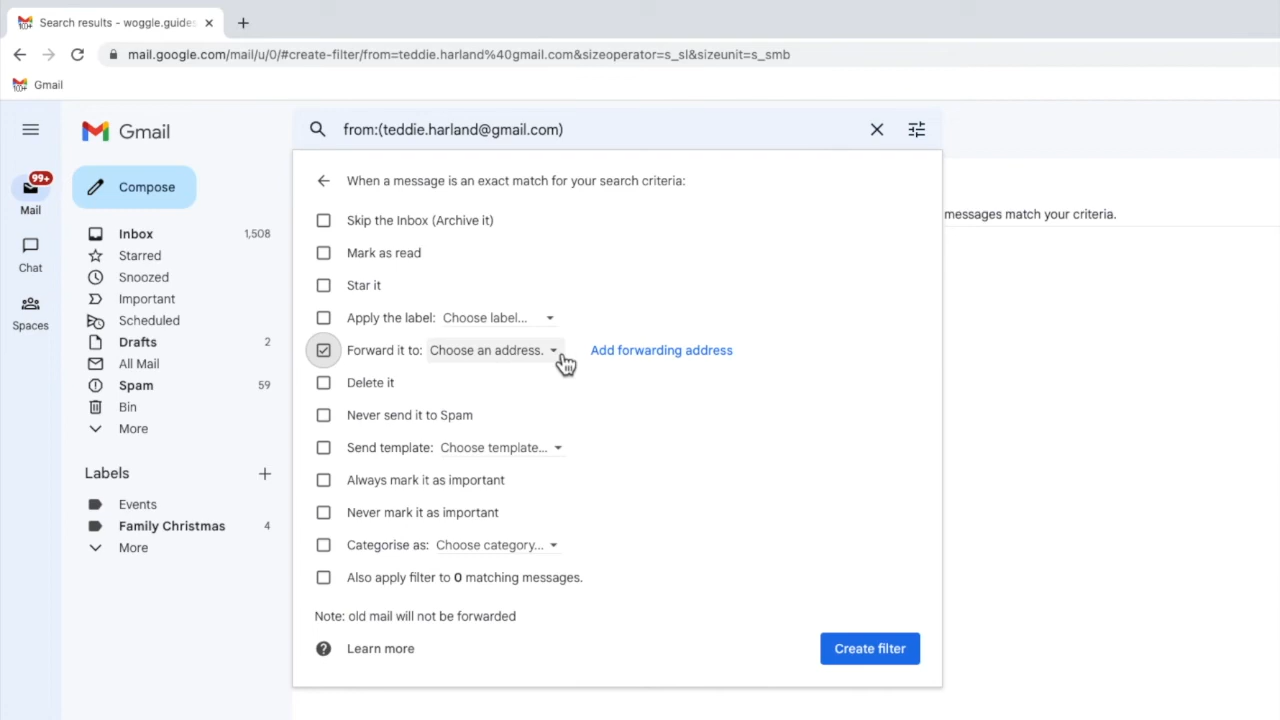 Search results - woggle.guides
mail.google.com/mail/u/0/#create-filter/from=teddie.harland%40gmail.com&sizeoperator=s_sl&sizeunit=s_smb
Gmail
Gmail
from:(teddie.harland@gmail.com)
99+
Mail
Chat
Spaces
Compose
Inbox 1,508
Starred
Snoozed
Important
Scheduled
Drafts 2
All Mail
Spam 59
Bin
More
Labels
Events
Family Christmas 4
More
When a message is an exact match for your search criteria:
Skip the Inbox (Archive it)
Mark as read
Star it
Apply the label: Choose label...
Forward it to: Choose an address. Add forwarding address
Delete it
Never send it to Spam
Send template: Choose template...
Always mark it as important
Never mark it as important
Categorise as: Choose category...
Also apply filter to 0 matching messages.
Note: old mail will not be forwarded
Learn more
Create filter
messages match your criteria.